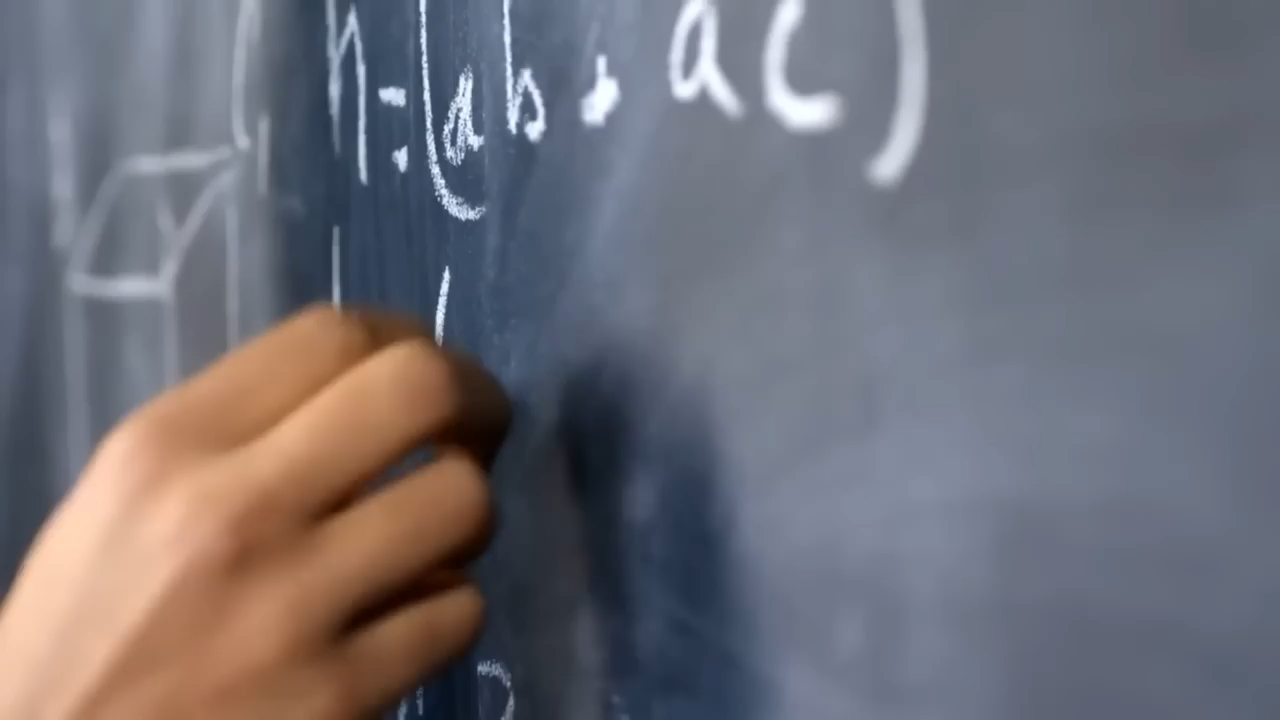 h = (ab + ac)